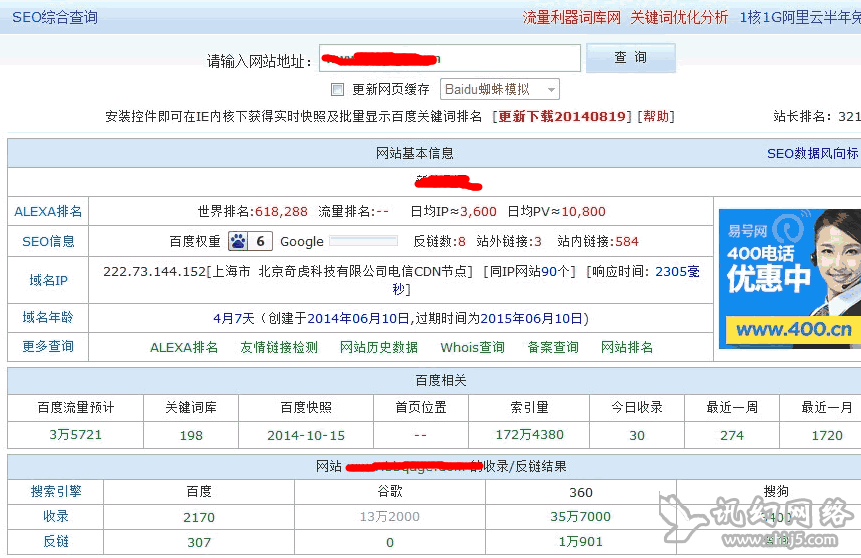 SEO综合查询 流量利器词库网 关键词优化分析 1核1G阿里云半年免
请输入网站地址： 查 询
更新网页缓存 Baidu蜘蛛模拟
安装控件即可在IE内核下获得实时快照及批量显示百度关键词排名 [更新下载20140819] [帮助] 站长排名：321
网站基本信息 SEO数据风向标
ALEXA排名 世界排名:618,288 流量排名:-- 日均IP≈3,600 日均PV≈10,800
SEO信息 百度权重 6 Google 反链数:8 站外链接:3 站内链接:584
域名IP 222.73.144.152[上海市 北京奇虎科技有限公司电信CDN节点] [同IP网站90个] [响应时间：2305毫
秒]
域名年龄 4月7天（创建于2014年06月10日,过期时间为2015年06月10日)
更多查询 ALEXA排名 友情链接检测 网站历史数据 Whois查询 备案查询 网站排名
易号网
400电话
优惠中
www.400.cn
百度相关
百度流量预计 关键词库 百度快照 首页位置 索引量 今日收录 最近一周 最近一月
3万5721 198 2014-10-15 -- 172万4380 30 274 1720
网站 的收录/反链结果
搜索引擎 百度 谷歌 360 搜狗
收录 2170 13万2000 35万7000 3400
反链 307 0 1万901 查询
讯幻网络